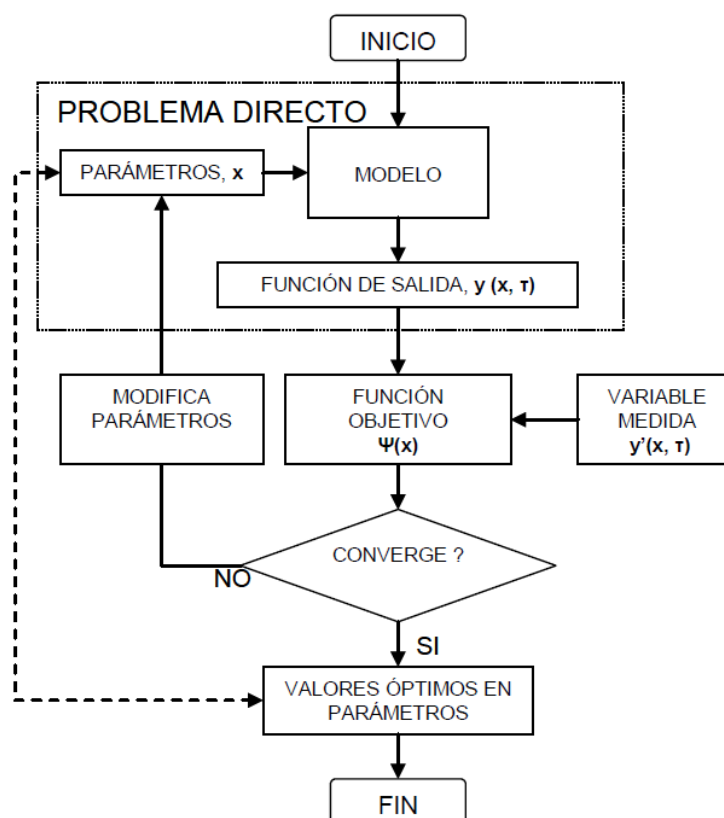 INICIO
PROBLEMA DIRECTO
PARÁMETROS, x
MODELO
FUNCIÓN DE SALIDA, y (x, τ)
MODIFICA
PARÁMETROS
FUNCIÓN
OBJETIVO
Ψ(x)
VARIABLE
MEDIDA
y'(x, τ)
CONVERGE ?
NO
SI
VALORES ÓPTIMOS EN
PARÁMETROS
FIN